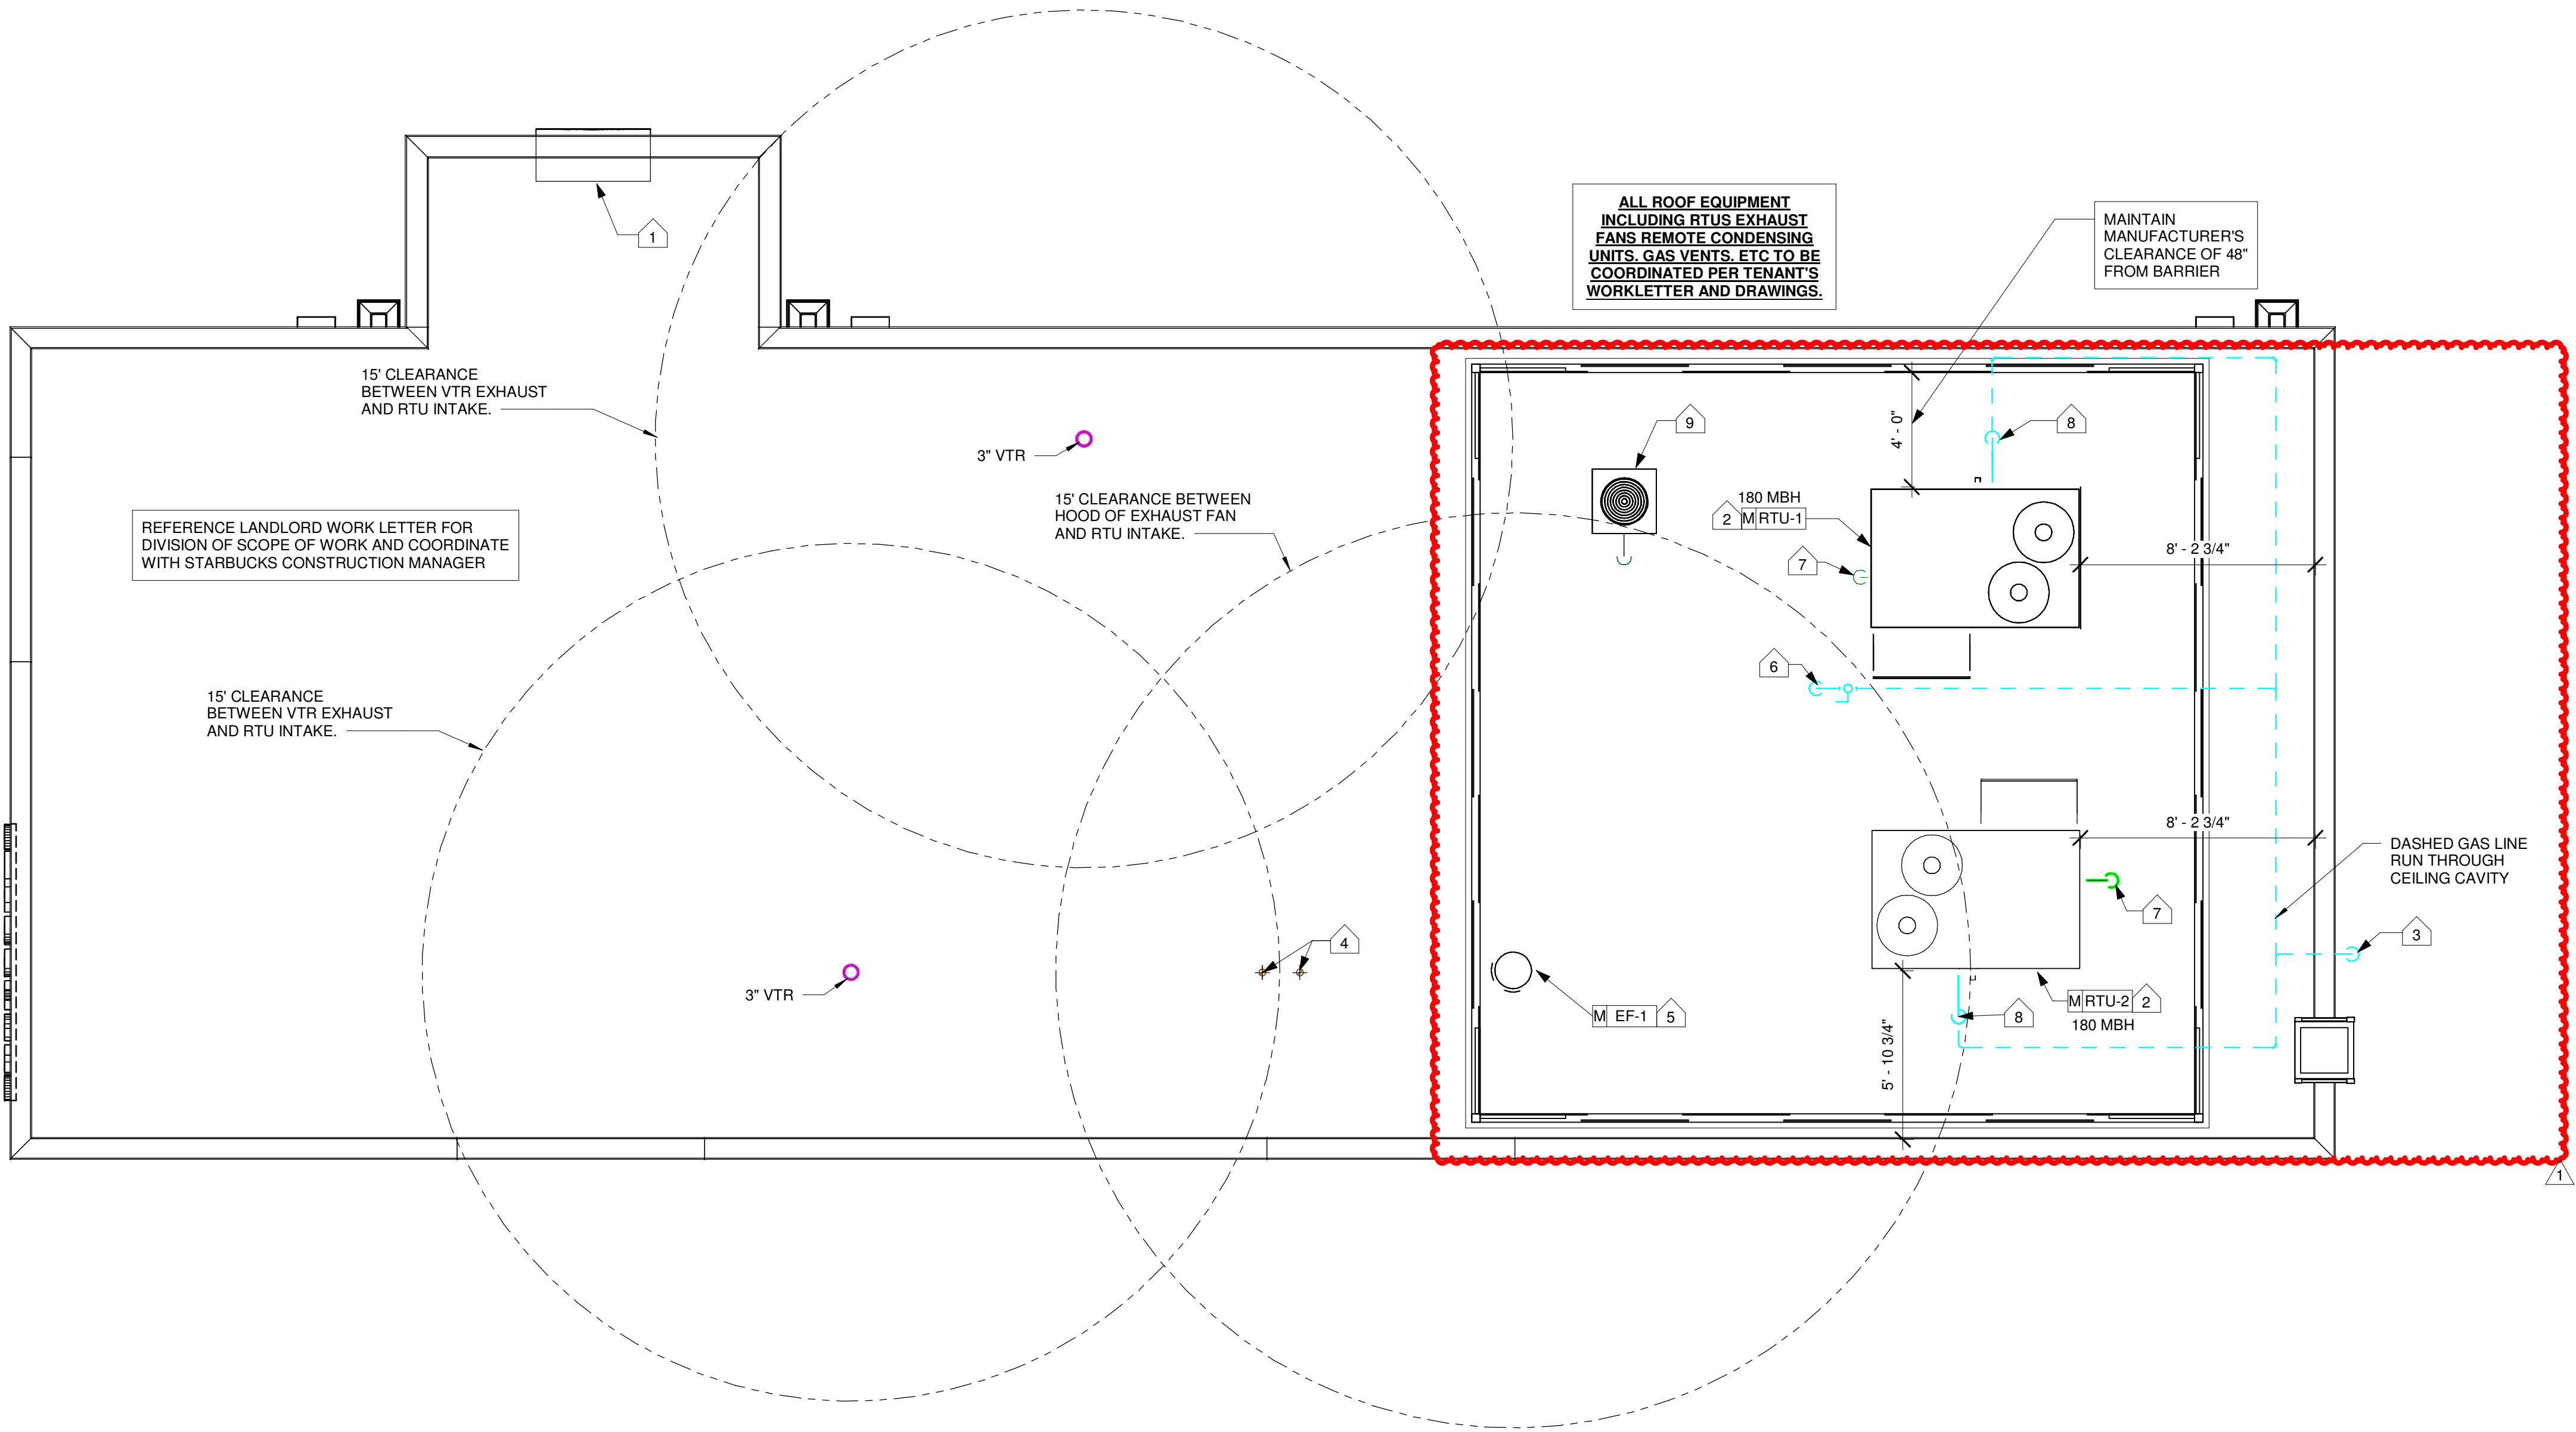 1
ALL ROOF EQUIPMENT
INCLUDING RTUS EXHAUST
FANS REMOTE CONDENSING
UNITS. GAS VENTS. ETC TO BE
COORDINATED PER TENANT'S
WORKLETTER AND DRAWINGS.
MAINTAIN
MANUFACTURER'S
CLEARANCE OF 48"
FROM BARRIER
15' CLEARANCE
BETWEEN VTR EXHAUST
AND RTU INTAKE.
3" VTR
15' CLEARANCE BETWEEN
HOOD OF EXHAUST FAN
AND RTU INTAKE.
REFERENCE LANDLORD WORK LETTER FOR
DIVISION OF SCOPE OF WORK AND COORDINATE
WITH STARBUCKS CONSTRUCTION MANAGER
9
4' - 0"
8
180 MBH
2 M RTU-1
7
8' - 2 3/4"
6
15' CLEARANCE
BETWEEN VTR EXHAUST
AND RTU INTAKE.
8' - 2 3/4"
DASHED GAS LINE
RUN THROUGH
CEILING CAVITY
7
3
4
3" VTR
M EF-1 5
M RTU-2 2
180 MBH
8
5' - 10 3/4"
1